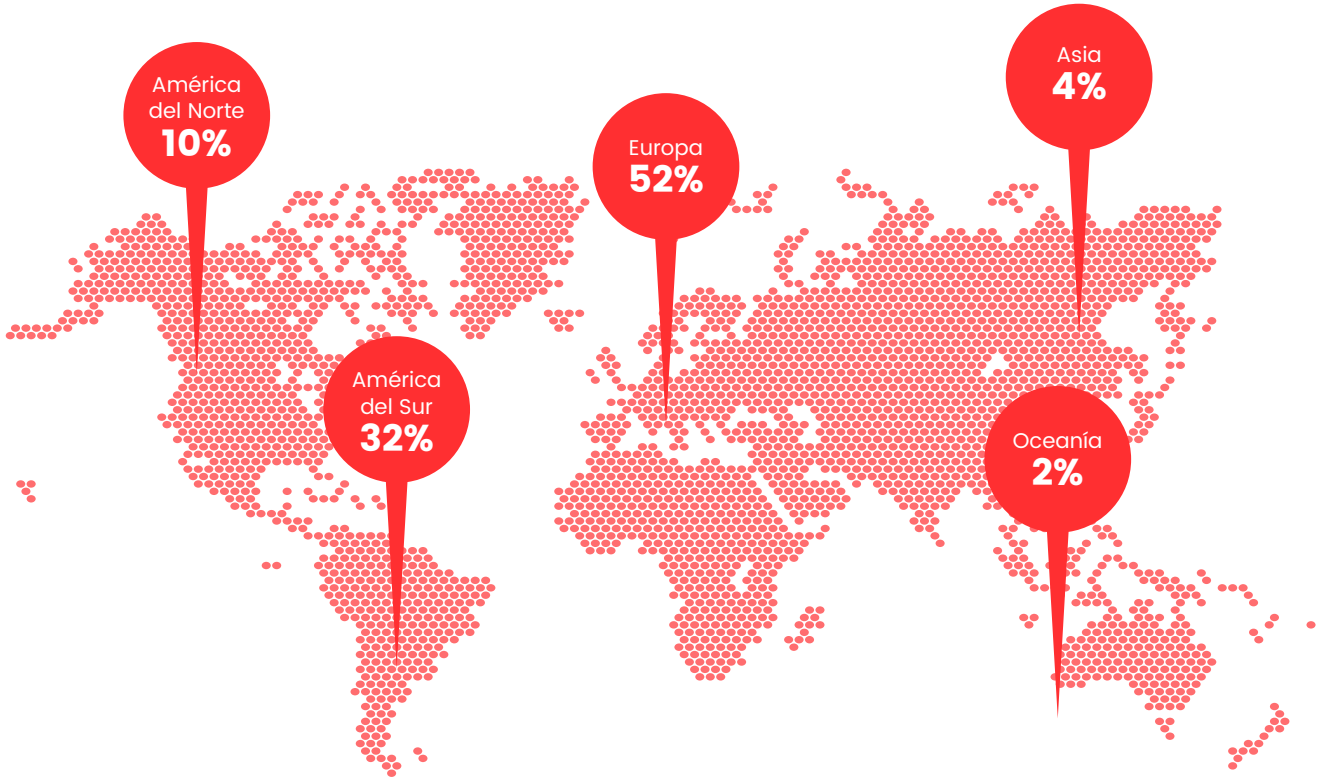 América
del Norte
10%
América
del Sur
32%
Europa
52%
Asia
4%
Oceanía
2%